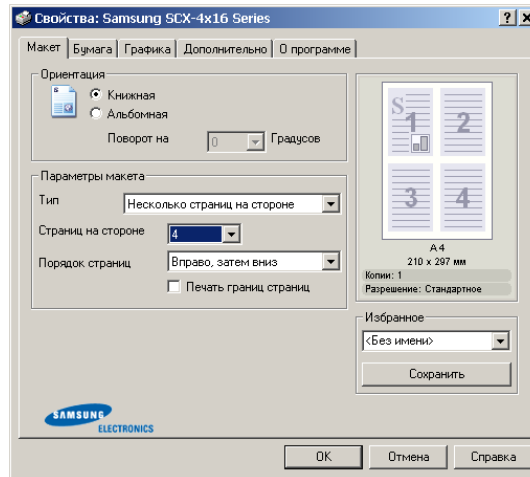 Свойства: Samsung SCX-4x16 Series
Макет Бумага Графика Дополнительно О программе
Ориентация
Книжная
Альбомная
Поворот на 0 Градусов
Параметры макета
Тип Несколько страниц на стороне
Страниц на стороне 4
Порядок страниц Вправо, затем вниз
Печать границ страниц
S
1 2
3 4
A4
210 x 297 мм
Копии: 1
Разрешение: Стандартное
Избранное
<Без имени>
Сохранить
SAMSUNG
ELECTRONICS
OK Отмена Справка